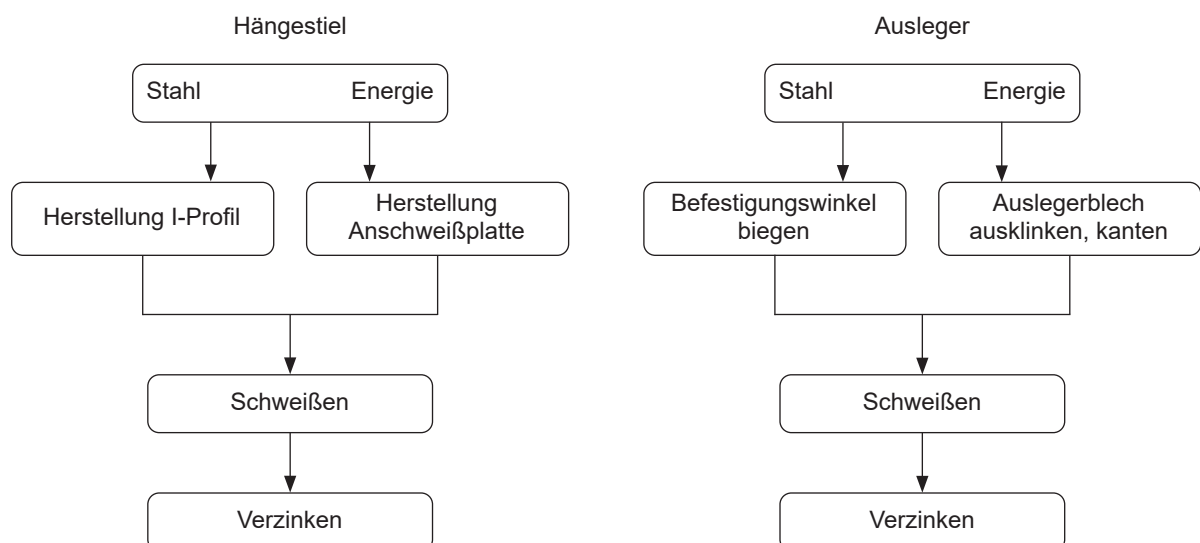 Hängestiel
Stahl Energie
Herstellung I-Profil
Herstellung
Anschweißplatte
Schweißen
Verzinken
Ausleger
Stahl Energie
Befestigungswinkel
biegen
Auslegerblech
ausklinken, kanten
Schweißen
Verzinken